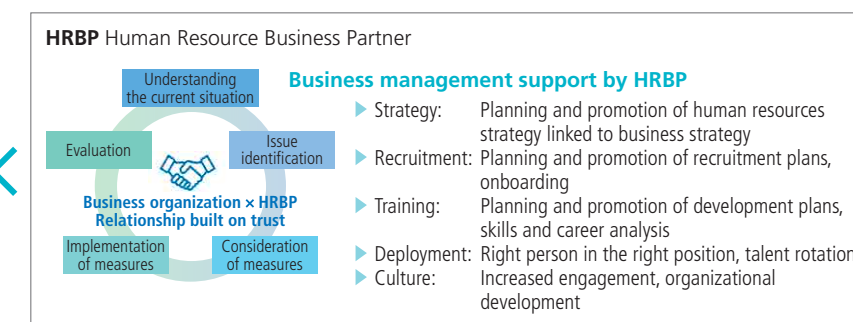 HRBP Human Resource Business Partner
Understanding
the current situation
Issue
identification
Consideration
of measures
Implementation
of measures
Evaluation
Business organization × HRBP
Relationship built on trust
Business management support by HRBP
Strategy: Planning and promotion of human resources
strategy linked to business strategy
Recruitment: Planning and promotion of recruitment plans,
onboarding
Training: Planning and promotion of development plans,
skills and career analysis
Deployment: Right person in the right position, talent rotation
Culture: Increased engagement, organizational
development